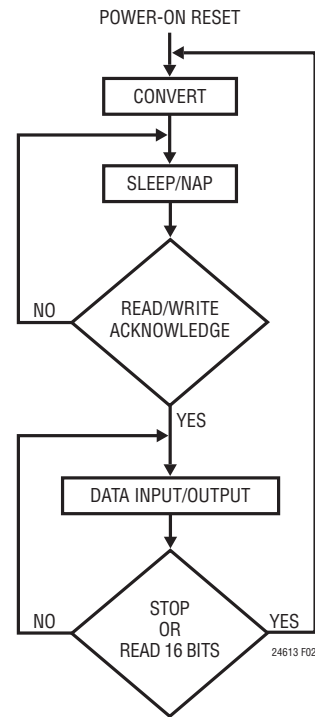 POWER-ON RESET
CONVERT
SLEEP/NAP
NO
READ/WRITE
ACKNOWLEDGE
YES
DATA INPUT/OUTPUT
NO
STOP
OR
READ 16 BITS
YES
24613 F02